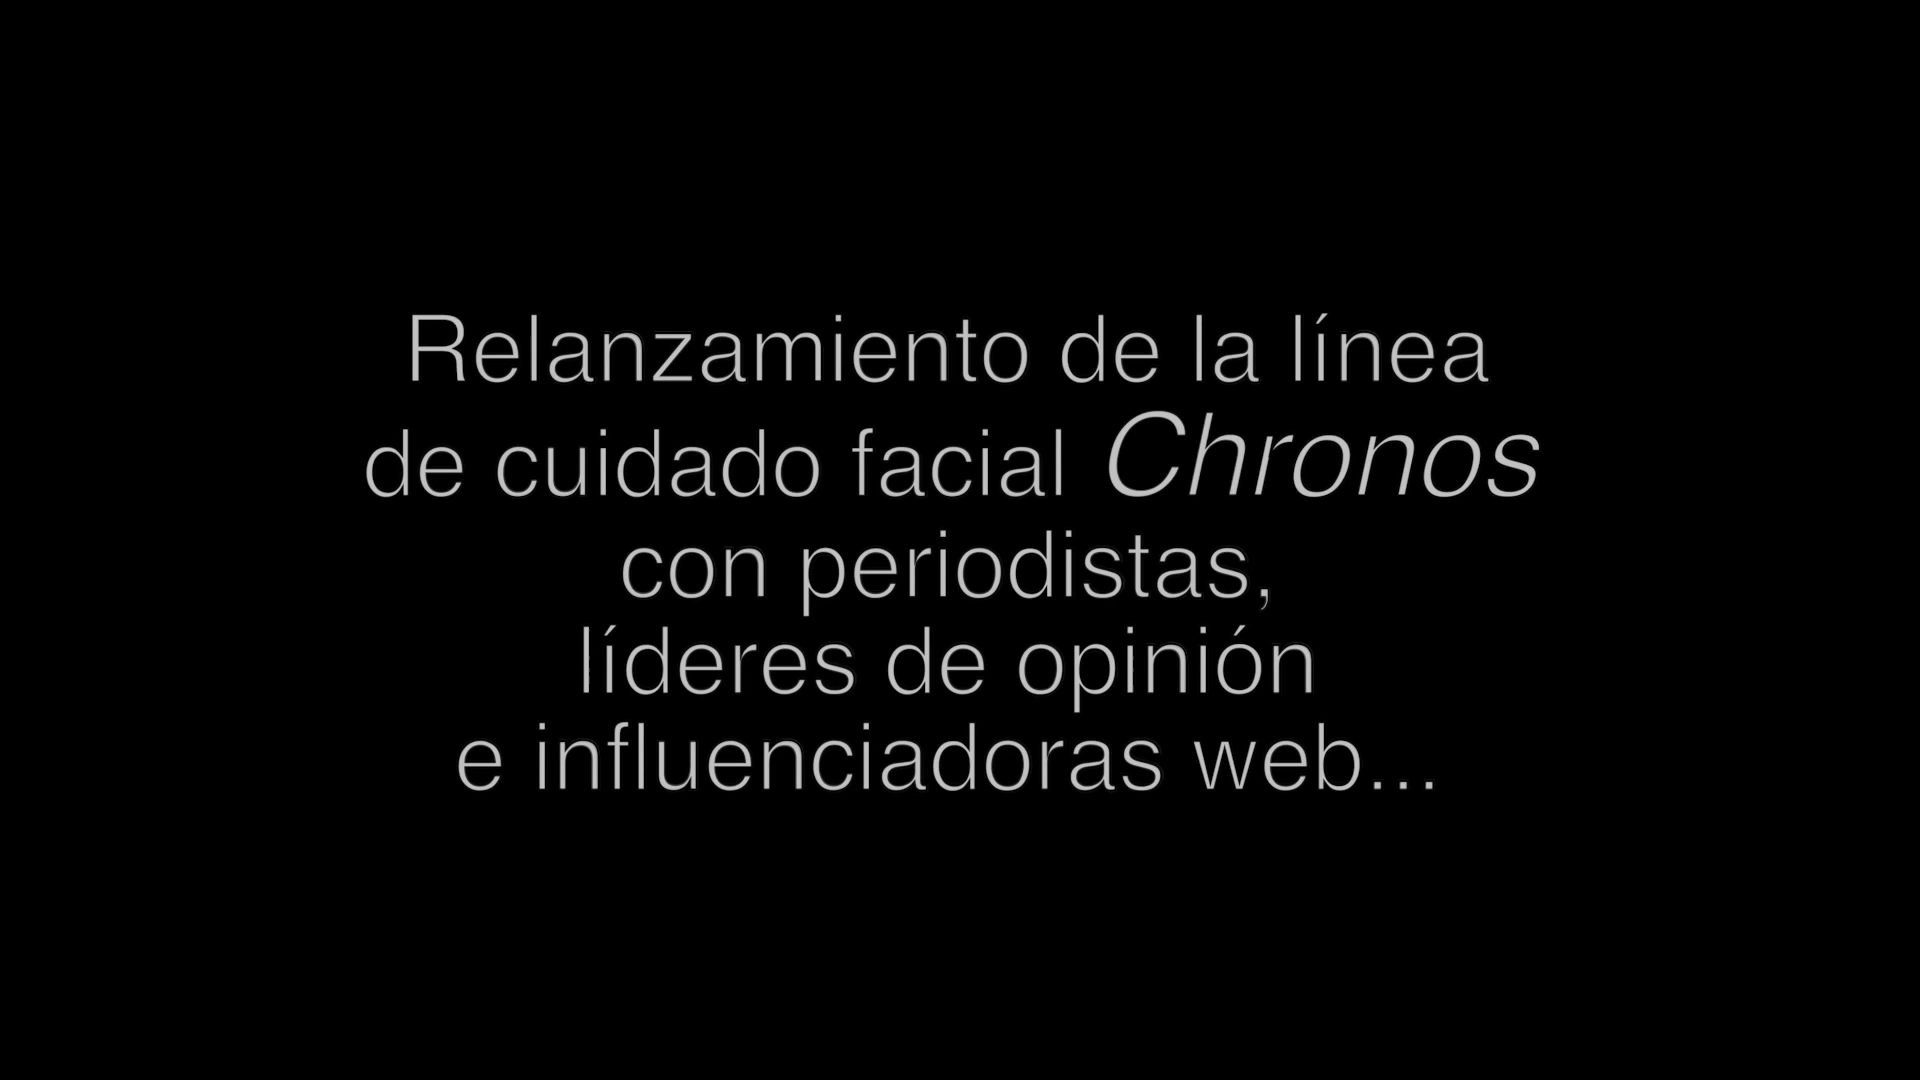 Relanzamiento de la línea
de cuidado facial Chronos
con periodistas,
líderes de opinión
e influenciadoras web...